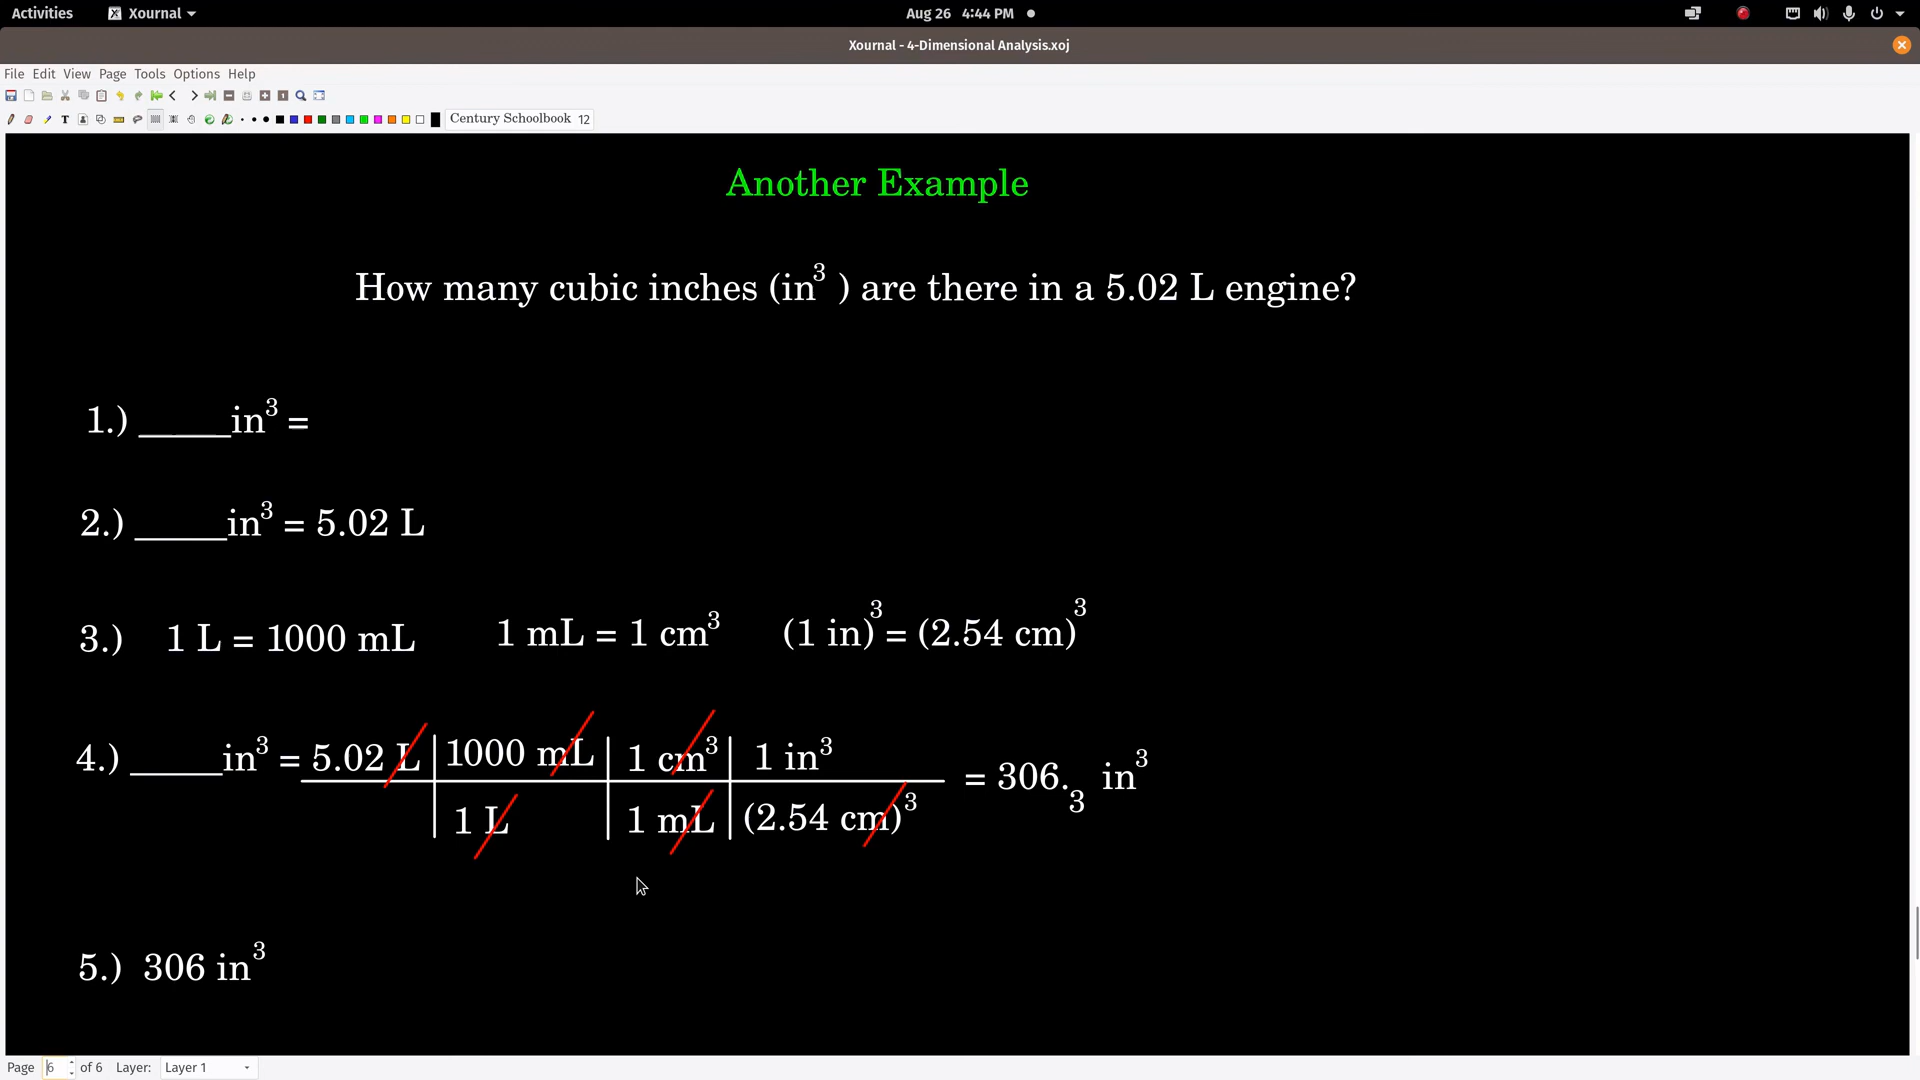 Activities Xournal Aug 26 4:44 PM
Xournal - 4-Dimensional Analysis.xoj
File Edit View Page Tools Options Help
Century Schoolbook 12
Another Example
How many cubic inches (in³ ) are there in a 5.02 L engine?
1.) _____in³ =
2.) _____in³ = 5.02 L
3.) 1 L = 1000 mL 1 mL = 1 cm³ (1 in)³ = (2.54 cm)³
4.) _____in³ = 5.02 L | 1000 mL | 1 cm³ | 1 in³ = 306.₃ in³
1 L | 1 mL | (2.54 cm)³
5.) 306 in³
Page 6 of 6 Layer: Layer 1